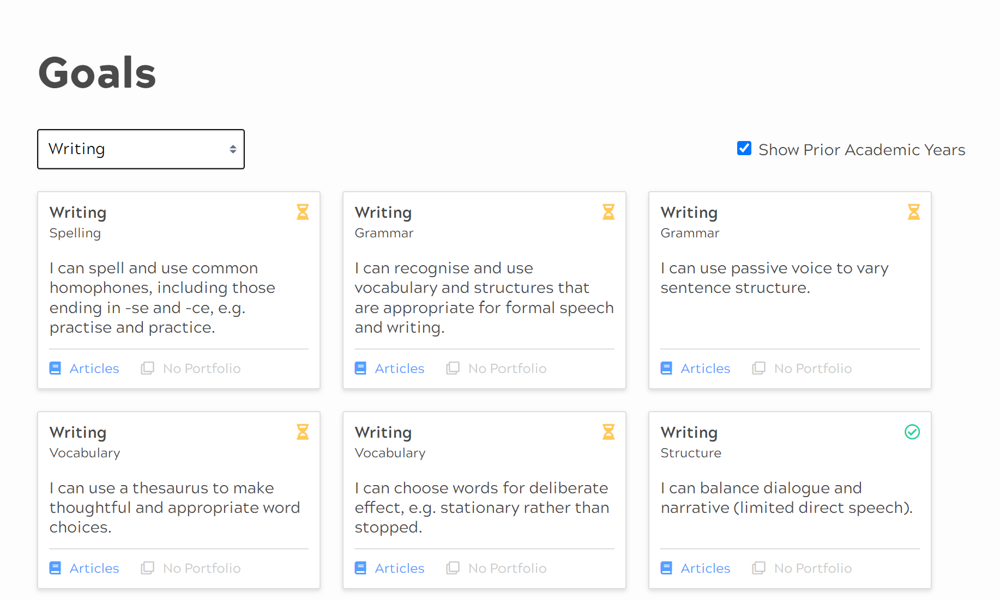 Goals
Writing
Show Prior Academic Years
Writing
Spelling
I can spell and use common
homophones, including those
ending in -se and -ce, e.g.
practise and practice.
Articles
No Portfolio
Writing
Grammar
I can recognise and use
vocabulary and structures that
are appropriate for formal speech
and writing.
Articles
No Portfolio
Writing
Grammar
I can use passive voice to vary
sentence structure.
Articles
No Portfolio
Writing
Vocabulary
I can use a thesaurus to make
thoughtful and appropriate word
choices.
Articles
No Portfolio
Writing
Vocabulary
I can choose words for deliberate
effect, e.g. stationary rather than
stopped.
Articles
No Portfolio
Writing
Structure
I can balance dialogue and
narrative (limited direct speech).
Articles
No Portfolio